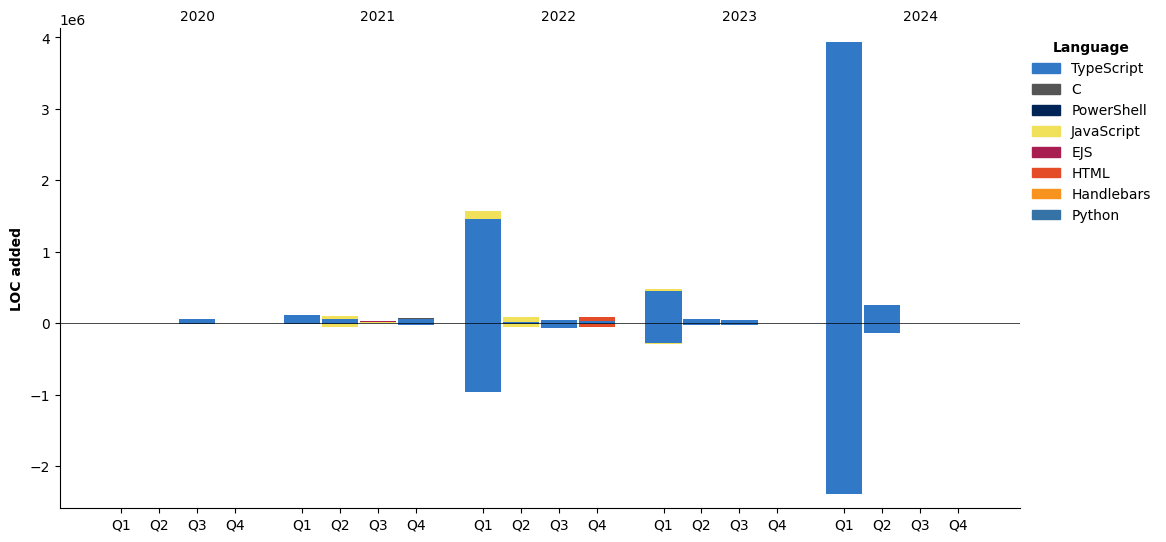 1e6
2020 2021 2022 2023 2024
4
3
2
1
0
−1
−2
LOC added
Q1 Q2 Q3 Q4 Q1 Q2 Q3 Q4 Q1 Q2 Q3 Q4 Q1 Q2 Q3 Q4 Q1 Q2 Q3 Q4
Language
TypeScript
C
PowerShell
JavaScript
EJS
HTML
Handlebars
Python